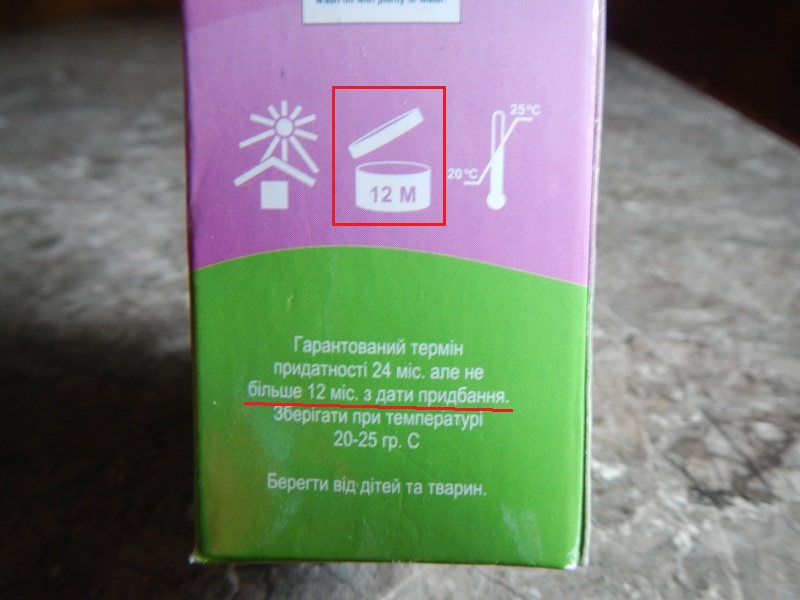 25°C
20°C
12 M
Гарантований термін
придатності 24 міс. але не
більше 12 міс. з дати придбання.
Зберігати при температурі
20-25 гр. С
Берегти від дітей та тварин.